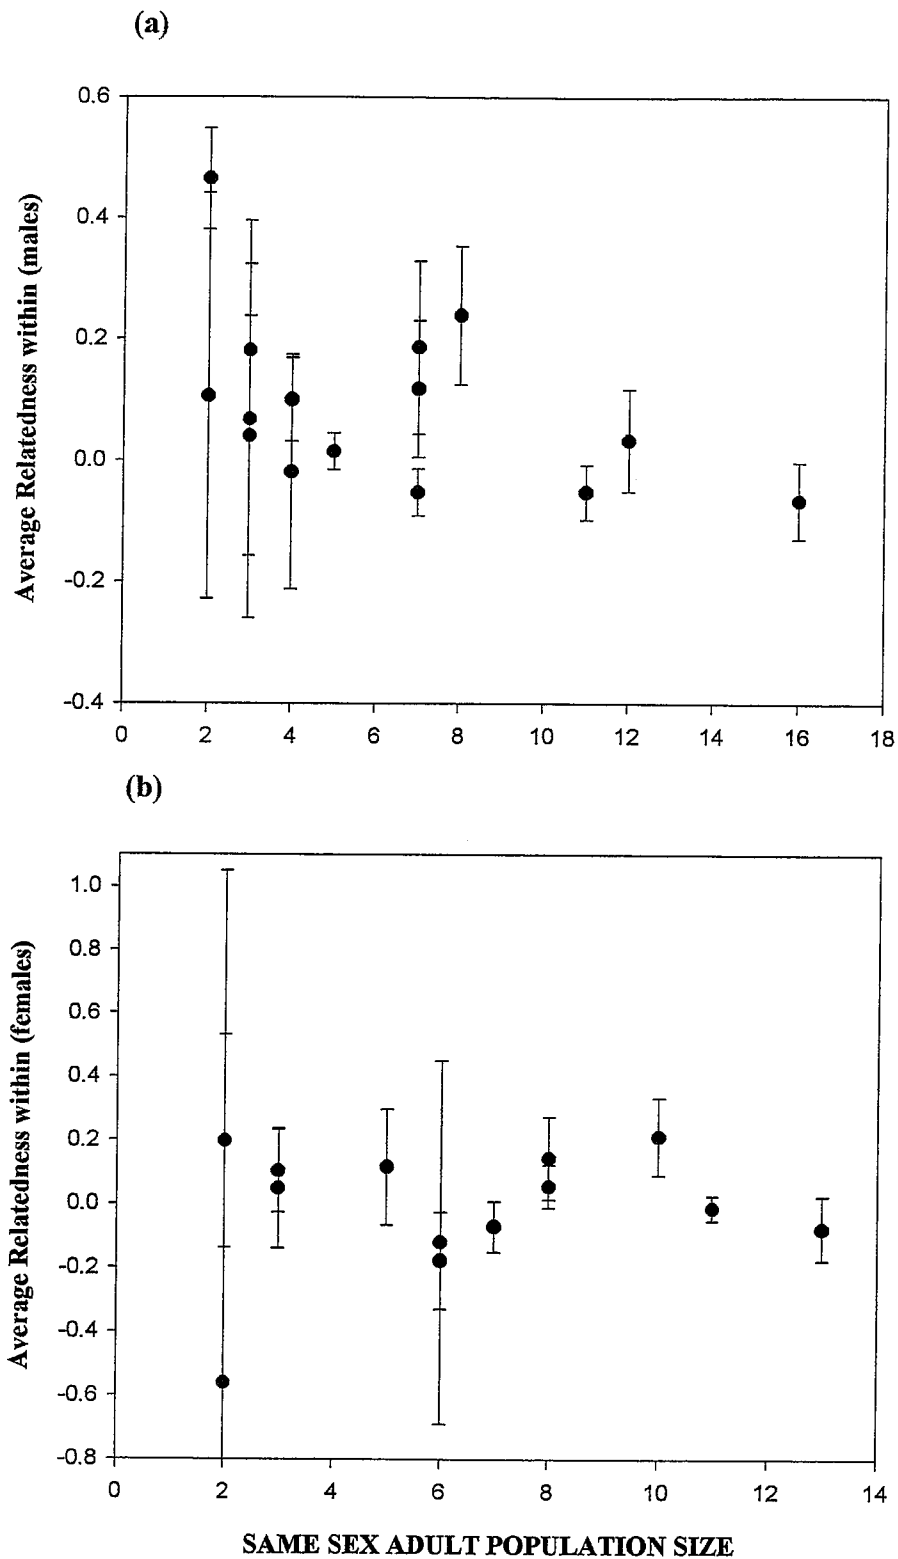 (a)
Average Relatedness within (males)
0.6
0.4
0.2
0.0
-0.2
-0.4
0 2 4 6 8 10 12 14 16 18
(b)
Average Relatedness within (females)
1.0
0.8
0.6
0.4
0.2
0.0
-0.2
-0.4
-0.6
-0.8
0 2 4 6 8 10 12 14
SAME SEX ADULT POPULATION SIZE